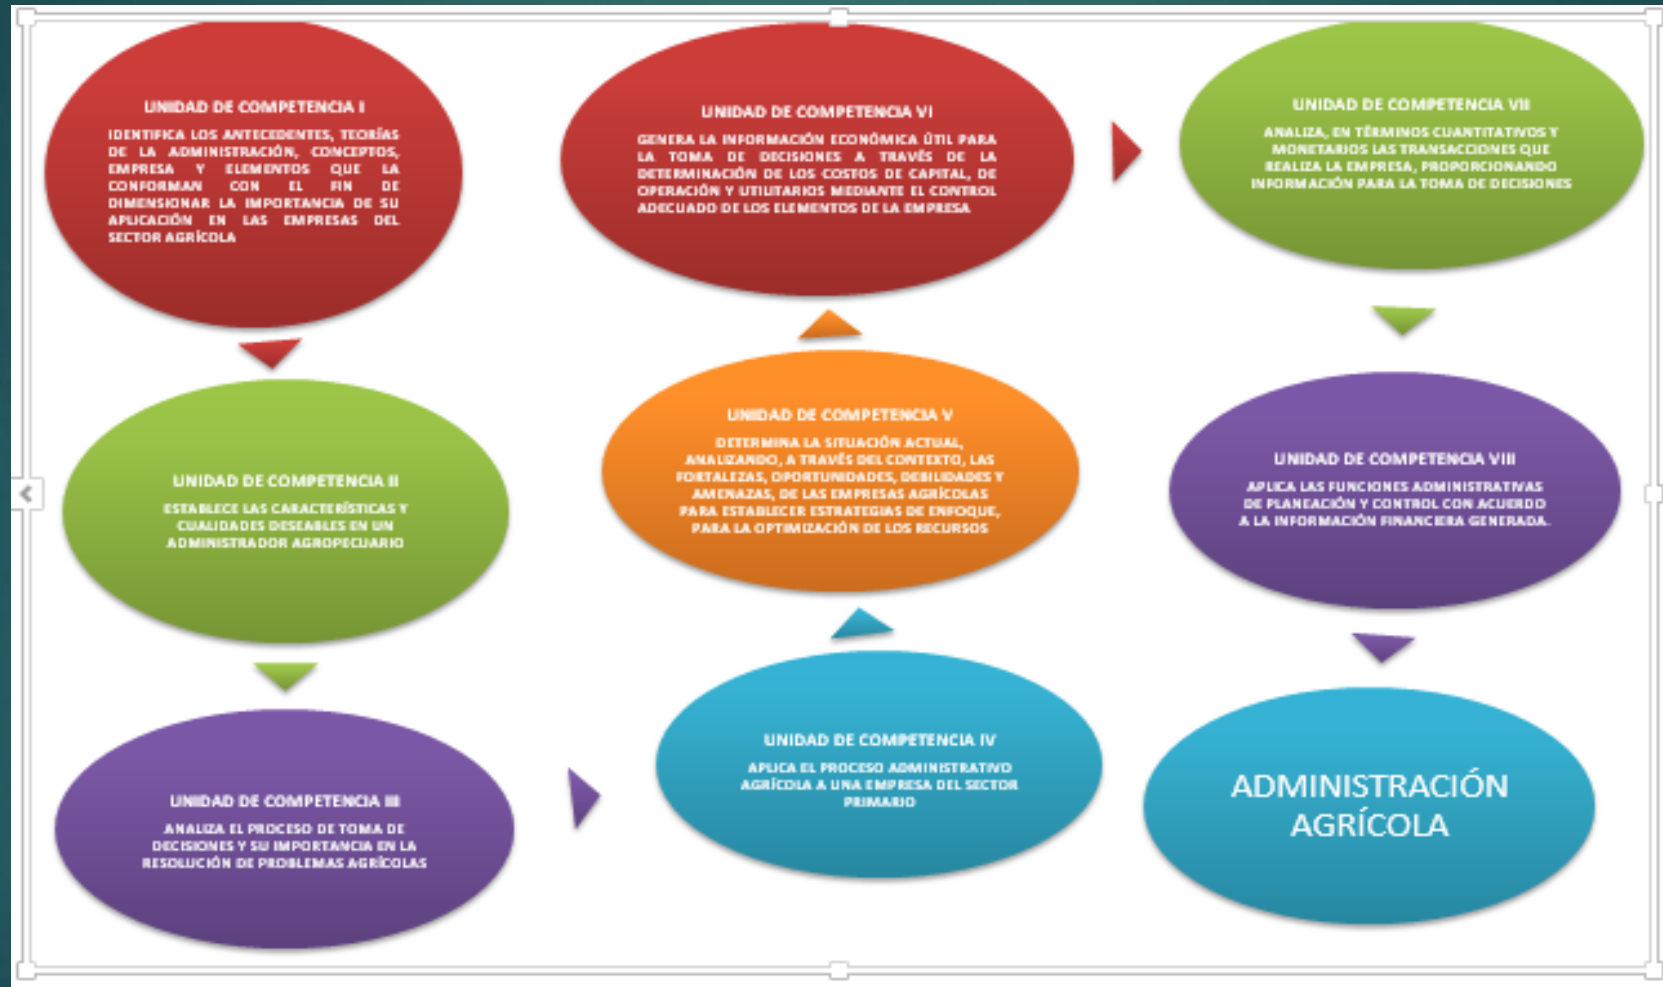 UNIDAD DE COMPETENCIA I
IDENTIFICA LOS ANTECEDENTES, TEORÍAS
DE LA ADMINISTRACIÓN, CONCEPTOS,
EMPRESA Y ELEMENTOS QUE LA
CONFORMAN CON EL FIN DE
DIMENSIONAR LA IMPORTANCIA DE SU
APLICACIÓN EN LAS EMPRESAS DEL
SECTOR AGRÍCOLA
UNIDAD DE COMPETENCIA II
ESTABLECE LAS CARACTERÍSTICAS Y
CUALIDADES DESEABLES EN UN
ADMINISTRADOR AGROPECUARIO
UNIDAD DE COMPETENCIA III
ANALIZA EL PROCESO DE TOMA DE
DECISIONES Y SU IMPORTANCIA EN LA
RESOLUCIÓN DE PROBLEMAS AGRÍCOLAS
UNIDAD DE COMPETENCIA IV
APLICA EL PROCESO ADMINISTRATIVO
AGRÍCOLA A UNA EMPRESA DEL SECTOR
PRIMARIO
UNIDAD DE COMPETENCIA V
DETERMINA LA SITUACIÓN ACTUAL,
ANALIZANDO, A TRAVÉS DEL CONTEXTO, LAS
FORTALEZAS, OPORTUNIDADES, DEBILIDADES Y
AMENAZAS, DE LAS EMPRESAS AGRÍCOLAS
PARA ESTABLECER ESTRATEGIAS DE ENFOQUE,
PARA LA OPTIMIZACIÓN DE LOS RECURSOS
UNIDAD DE COMPETENCIA VI
GENERA LA INFORMACIÓN ECONÓMICA ÚTIL PARA
LA TOMA DE DECISIONES A TRAVÉS DE LA
DETERMINACIÓN DE LOS COSTOS DE CAPITAL, DE
OPERACIÓN Y UTILITARIOS MEDIANTE EL CONTROL
ADECUADO DE LOS ELEMENTOS DE LA EMPRESA
UNIDAD DE COMPETENCIA VII
ANALIZA, EN TÉRMINOS CUANTITATIVOS Y
MONETARIOS LAS TRANSACCIONES QUE
REALIZA LA EMPRESA, PROPORCIONANDO
INFORMACIÓN PARA LA TOMA DE DECISIONES
UNIDAD DE COMPETENCIA VIII
APLICA LAS FUNCIONES ADMINISTRATIVAS
DE PLANEACIÓN Y CONTROL CON ACUERDO
A LA INFORMACIÓN FINANCIERA GENERADA.
ADMINISTRACIÓN
AGRÍCOLA